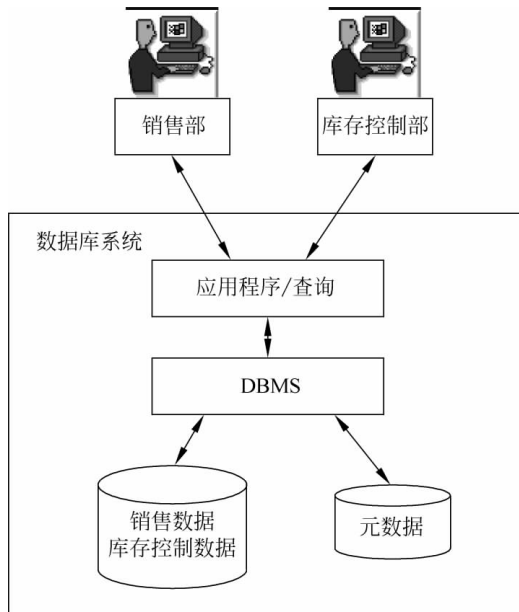 销售部
库存控制部
数据库系统
应用程序/查询
DBMS
销售数据
库存控制数据
元数据